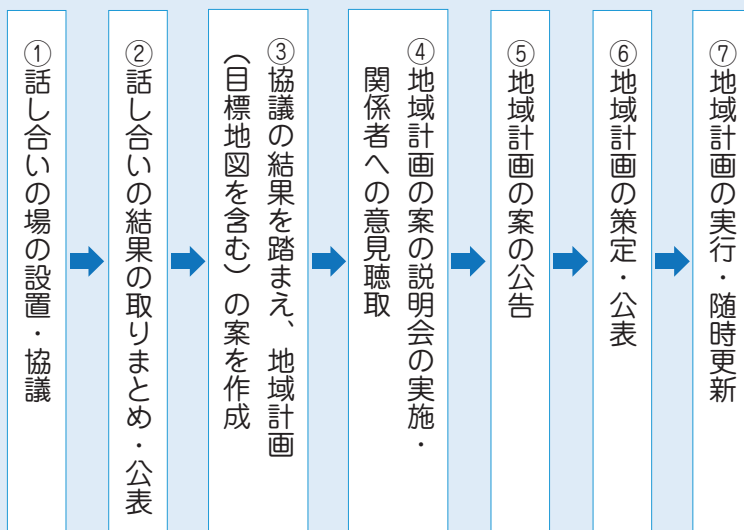 ①話し合いの場の設置・協議
②話し合いの結果の取りまとめ・公表
③協議の結果を踏まえ、地域計画
（目標地図を含む）の案を作成
④地域計画の案の説明会の実施・
関係者への意見聴取
⑤地域計画の案の公告
⑥地域計画の策定・公表
⑦地域計画の実行・随時更新